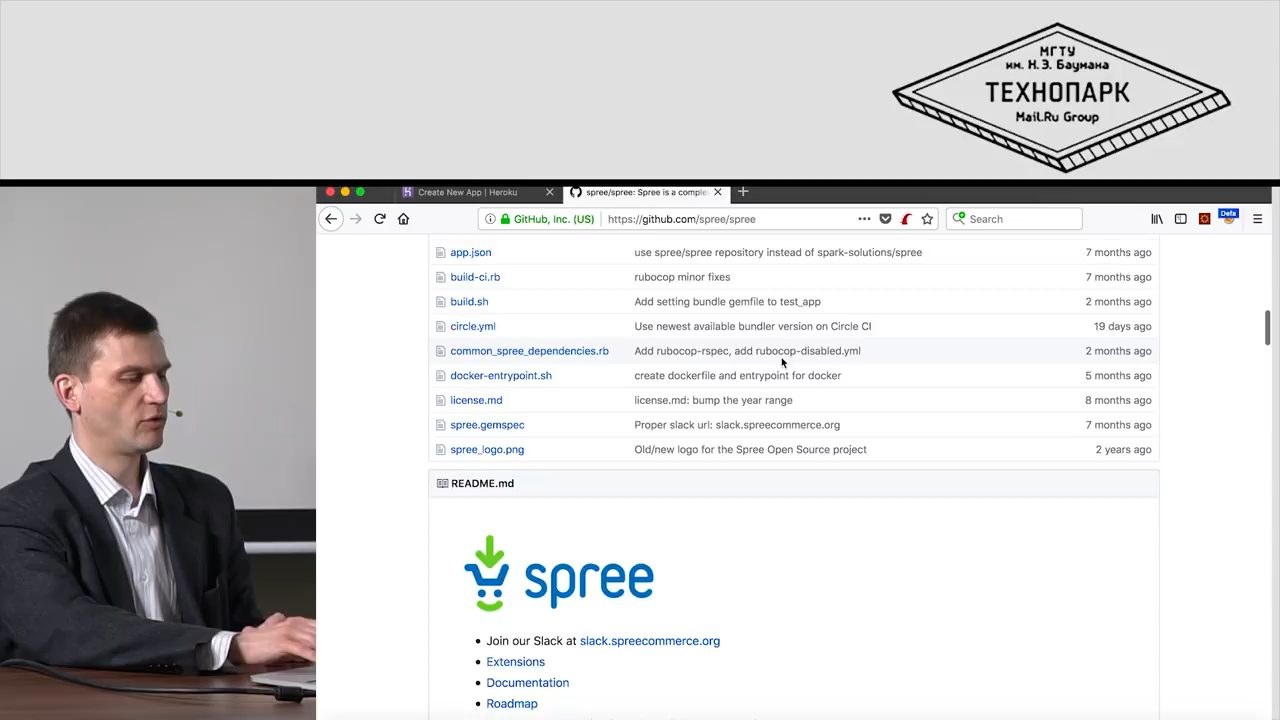 МГТУ
им. Н.Э. Баумана
ТЕХНОПАРК
Mail.Ru Group
Create New App | Heroku
spree/spree: Spree is a comple
GitHub, Inc. (US)
https://github.com/spree/spree
Search
Defa
app.json use spree/spree repository instead of spark-solutions/spree 7 months ago
build-ci.rb rubocop minor fixes 7 months ago
build.sh Add setting bundle gemfile to test_app 2 months ago
circle.yml Use newest available bundler version on Circle CI 19 days ago
common_spree_dependencies.rb Add rubocop-rspec, add rubocop-disabled.yml 2 months ago
docker-entrypoint.sh create dockerfile and entrypoint for docker 5 months ago
license.md license.md: bump the year range 8 months ago
spree.gemspec Proper slack url: slack.spreecommerce.org 7 months ago
spree_logo.png Old/new logo for the Spree Open Source project 2 years ago
README.md
spree
Join our Slack at slack.spreecommerce.org
Extensions
Documentation
Roadmap